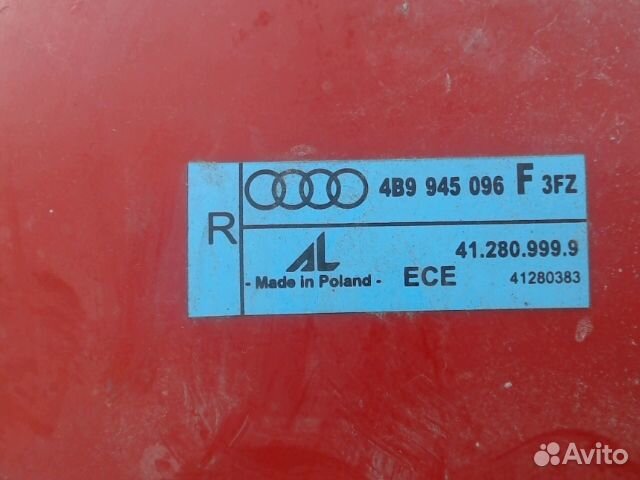 R
4B9 945 096 F 3FZ
AL
41.280.999.9
- Made in Poland - ECE 41280383
Avito